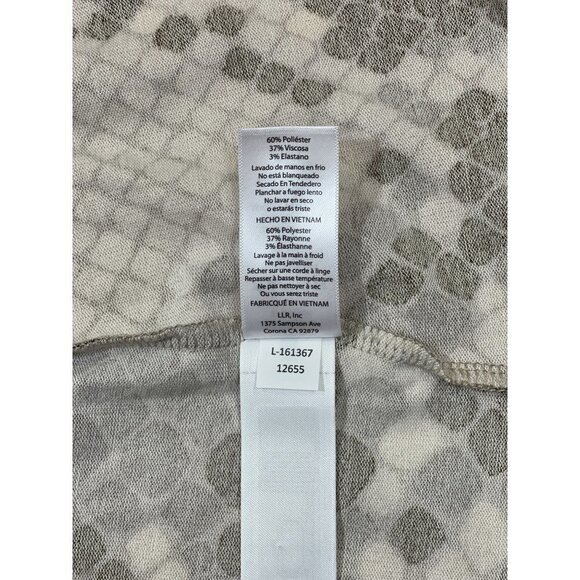 60% Poliéster
37% Viscosa
3% Elastano
Lavado de manos en frio
No está blanqueado
Secado En Tendedero
Planchar a fuego lento
No lavar en seco
o estarás triste
HECHO EN VIETNAM
60% Polyester
37% Rayonne
3% Élasthanne
Lavage à la main à froid
Ne pas javelliser
Sécher sur une corde à linge
Repasser à basse température
Ne pas nettoyer à sec
Ou vous serez triste
FABRICQUÉ EN VIETNAM
LLR, Inc
1375 Sampson Ave
Corona CA 92879
L-161367
12655